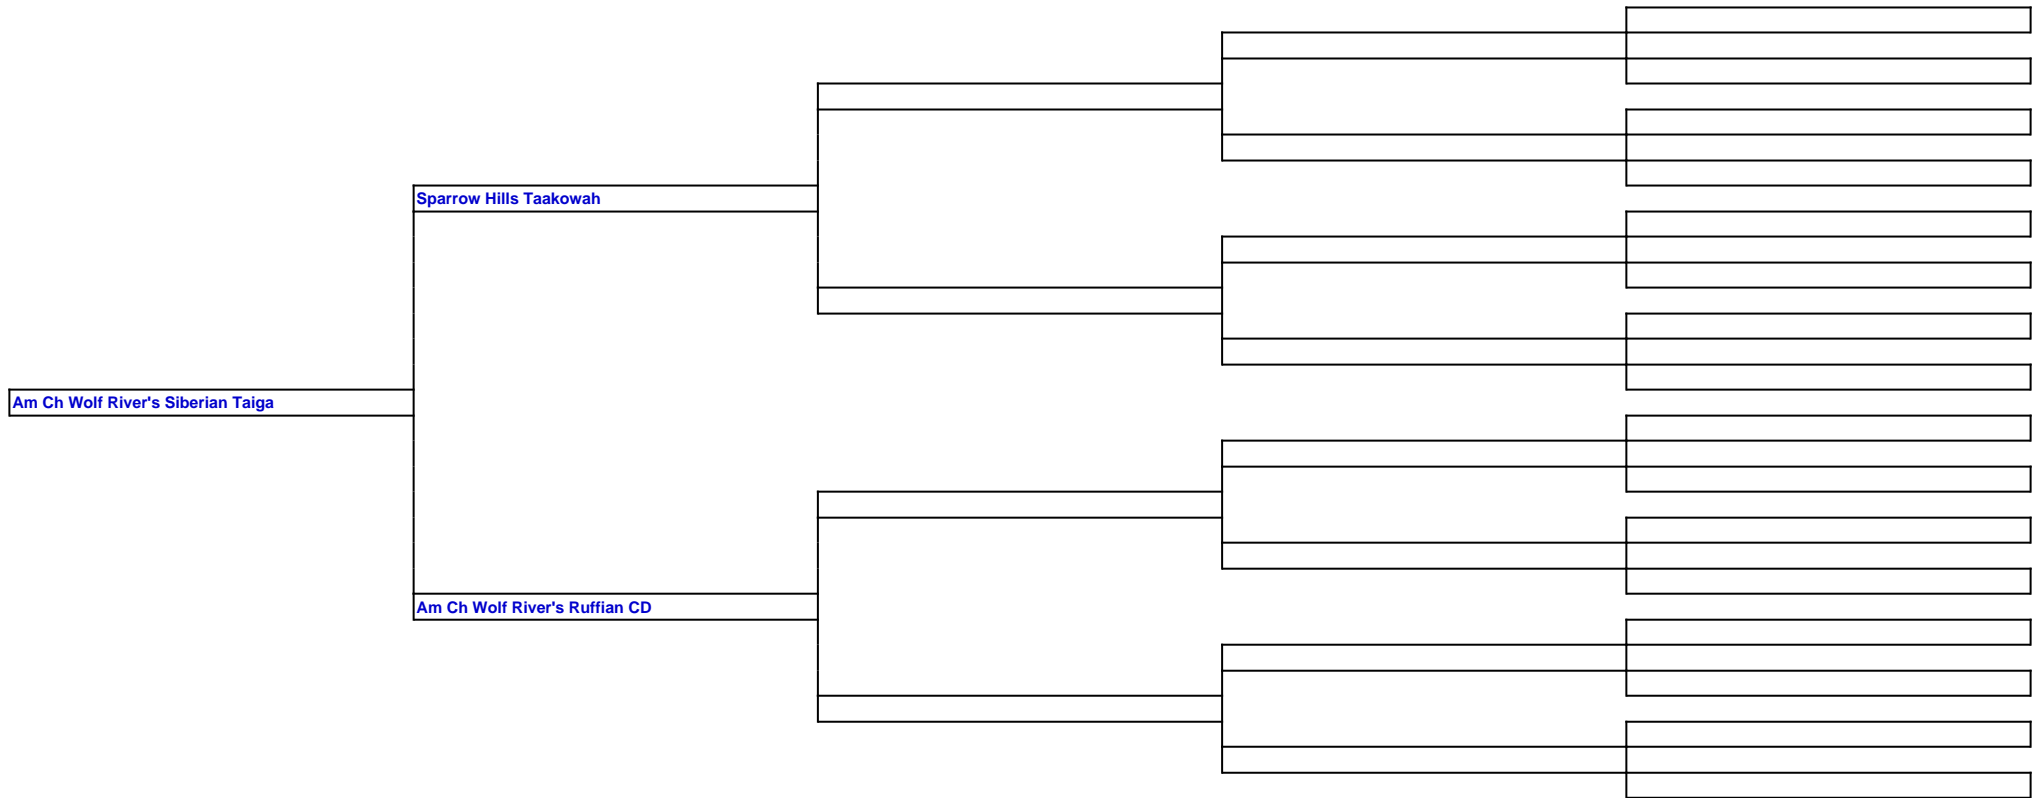 Sparrow Hills Taakowah
Am Ch Wolf River's Siberian Taiga
Am Ch Wolf River's Ruffian CD